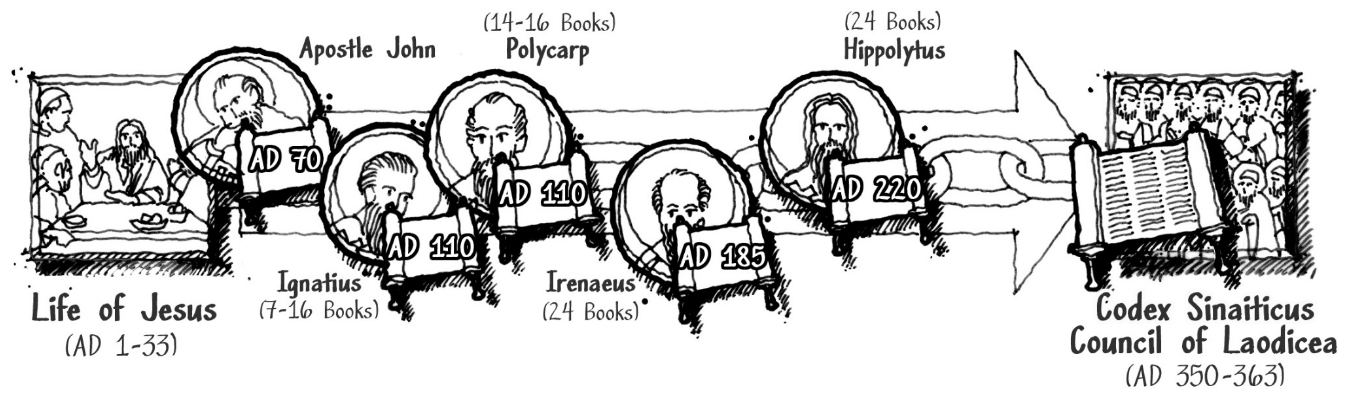 Life of Jesus
(AD 1-33)
Apostle John
AD 70
Ignatius
(7-16 Books)
AD 110
(14-16 Books)
Polycarp
AD 110
Irenaeus
(24 Books)
AD 185
(24 Books)
Hippolytus
AD 220
Codex Sinaiticus
Council of Laodicea
(AD 350-363)